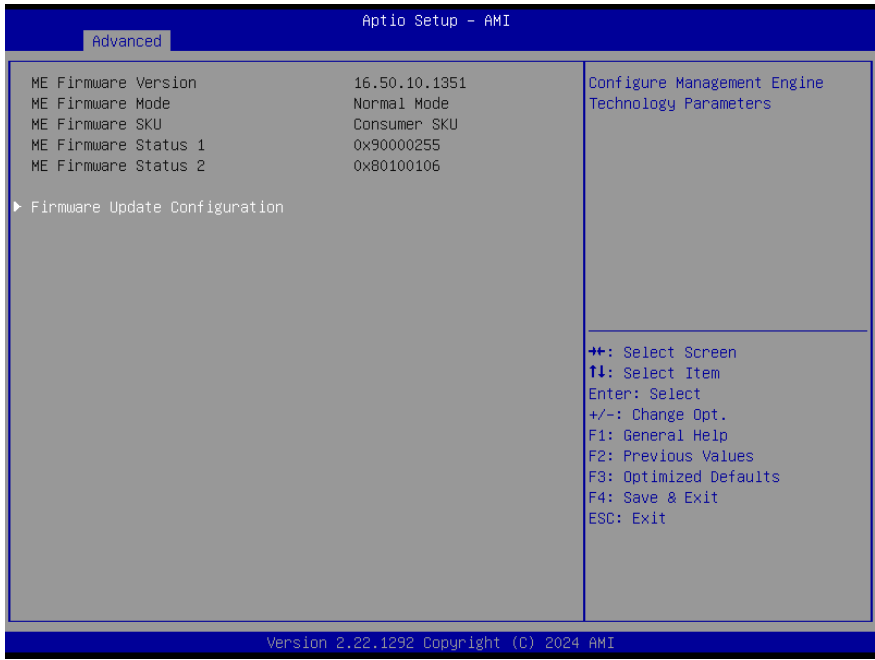 Aptio Setup – AMI
Advanced
ME Firmware Version 16.50.10.1351
ME Firmware Mode Normal Mode
ME Firmware SKU Consumer SKU
ME Firmware Status 1 0x90000255
ME Firmware Status 2 0x80100106
▶ Firmware Update Configuration
Configure Management Engine
Technology Parameters
→←: Select Screen
↑↓: Select Item
Enter: Select
+/-: Change Opt.
F1: General Help
F2: Previous Values
F3: Optimized Defaults
F4: Save & Exit
ESC: Exit
Version 2.22.1292 Copyright (C) 2024 AMI